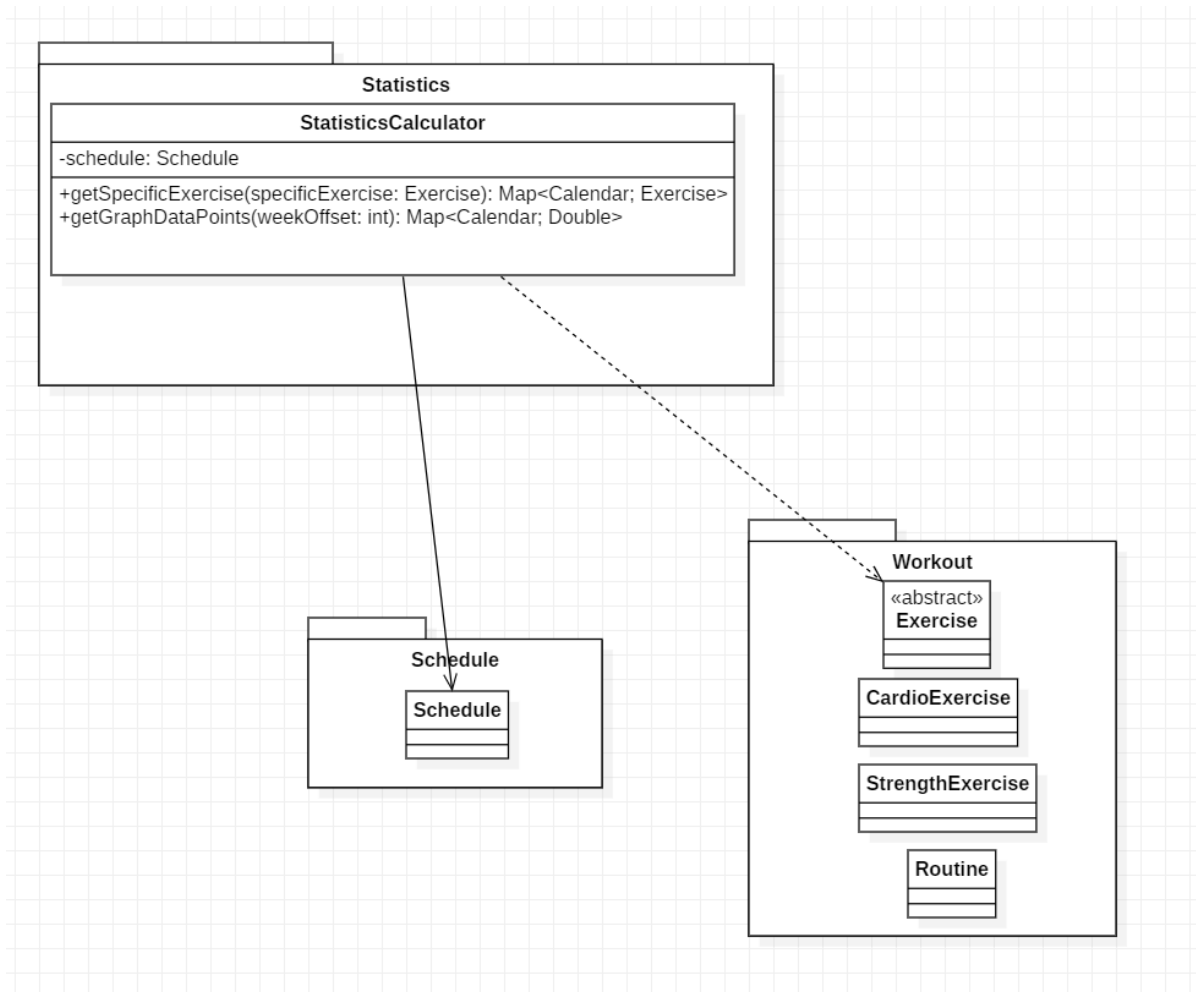 Statistics
StatisticsCalculator
-schedule: Schedule
+getSpecificExercise(specificExercise: Exercise): Map<Calendar; Exercise>
+getGraphDataPoints(weekOffset: int): Map<Calendar; Double>
Schedule
Schedule
Workout
«abstract»
Exercise
CardioExercise
StrengthExercise
Routine